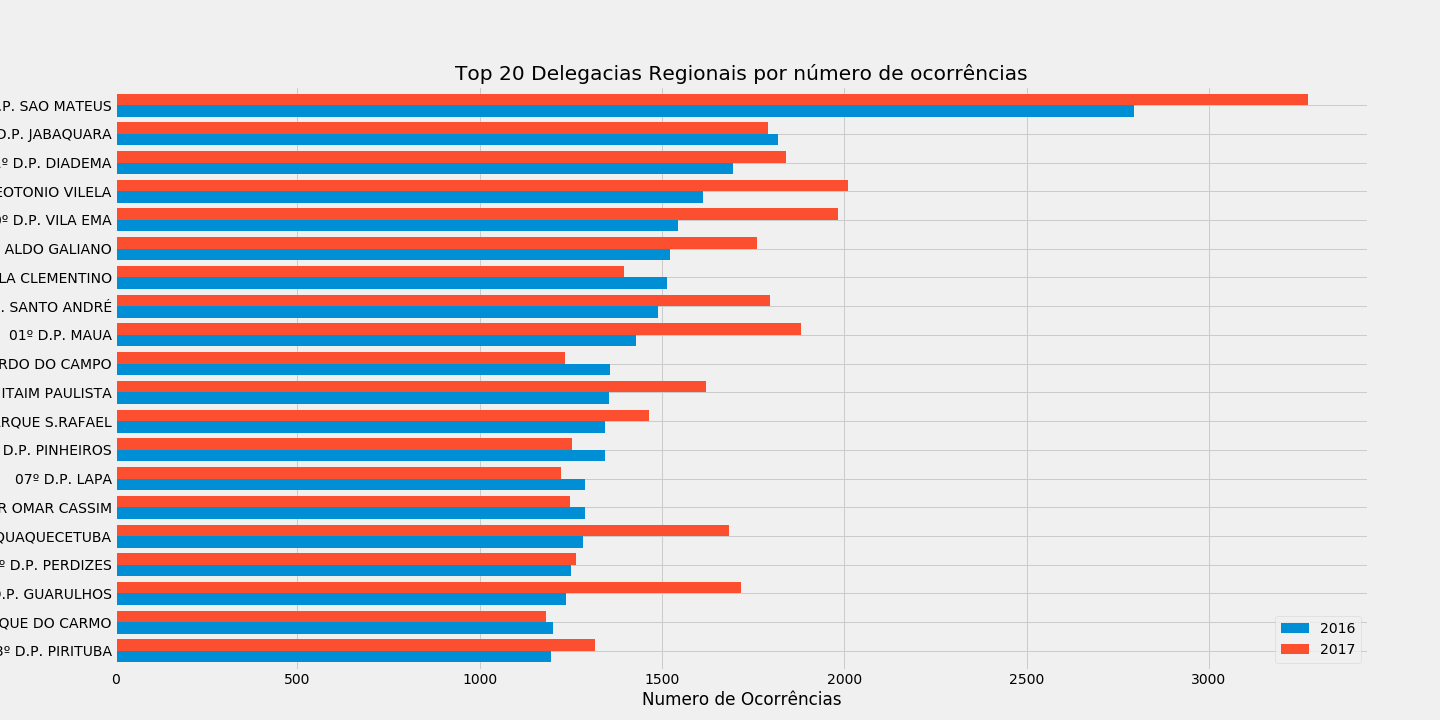 Top 20 Delegacias Regionais por número de ocorrências
.P. SAO MATEUS
D.P. JABAQUARA
º D.P. DIADEMA
EOTONIO VILELA
º D.P. VILA EMA
ALDO GALIANO
LA CLEMENTINO
. SANTO ANDRÉ
01º D.P. MAUA
RDO DO CAMPO
ITAIM PAULISTA
RQUE S.RAFAEL
D.P. PINHEIROS
07º D.P. LAPA
R OMAR CASSIM
QUAQUECETUBA
º D.P. PERDIZES
.P. GUARULHOS
QUE DO CARMO
3º D.P. PIRITUBA
2016
2017
0 500 1000 1500 2000 2500 3000
Numero de Ocorrências